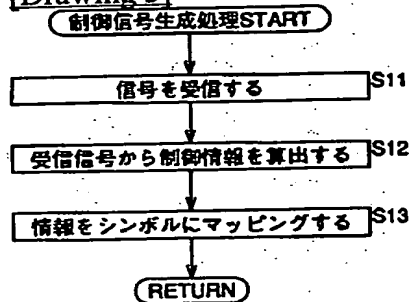 制御信号生成処理START
信号を受信する
S11
受信信号から制御情報を算出する
S12
情報をシンボルにマッピングする
S13
RETURN